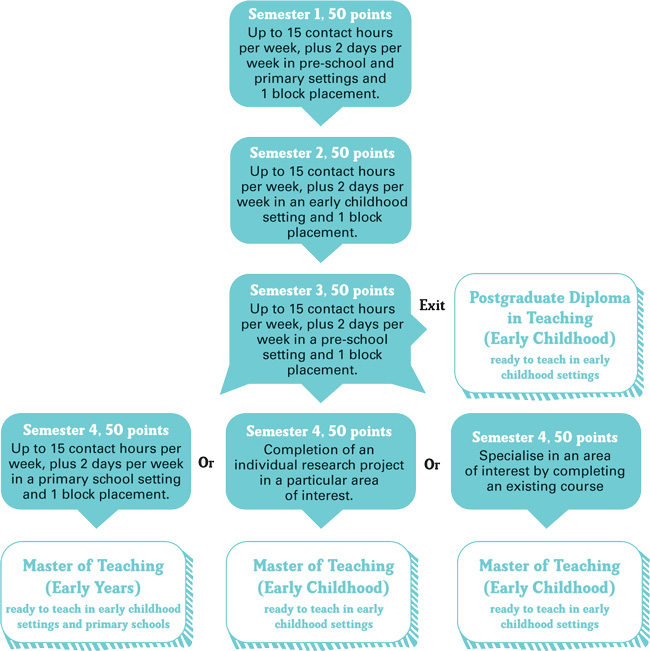 Semester 1, 50 points
Up to 15 contact hours
per week, plus 2 days per
week in pre-school and
primary settings and
1 block placement.
Semester 2, 50 points
Up to 15 contact hours
per week, plus 2 days per
week in an early childhood
setting and 1 block
placement.
Semester 3, 50 points
Up to 15 contact hours
per week, plus 2 days per
week in a pre-school
setting and 1 block
placement.
Exit
Postgraduate Diploma
in Teaching
(Early Childhood)
ready to teach in early
childhood settings
Semester 4, 50 points
Up to 15 contact hours per
week, plus 2 days per week
in a primary school setting
and 1 block placement.
Or
Semester 4, 50 points
Completion of an
individual research project
in a particular area
of interest.
Or
Semester 4, 50 points
Specialise in an area
of interest by completing
an existing course
Master of Teaching
(Early Years)
ready to teach in early childhood
settings and primary schools
Master of Teaching
(Early Childhood)
ready to teach in early
childhood settings
Master of Teaching
(Early Childhood)
ready to teach in early
childhood settings